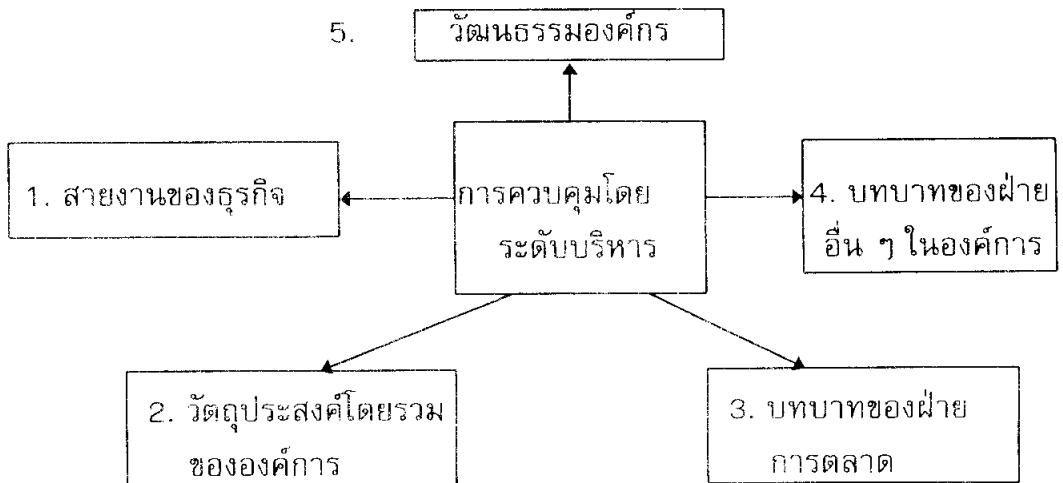 5. วัฒนธรรมองค์กร
1. สายงานของธุรกิจ
การควบคุมโดย
ระดับบริหาร
4. บทบาทของฝ่าย
อื่น ๆ ในองค์การ
2. วัตถุประสงค์โดยรวม
ขององค์การ
3. บทบาทของฝ่าย
การตลาด